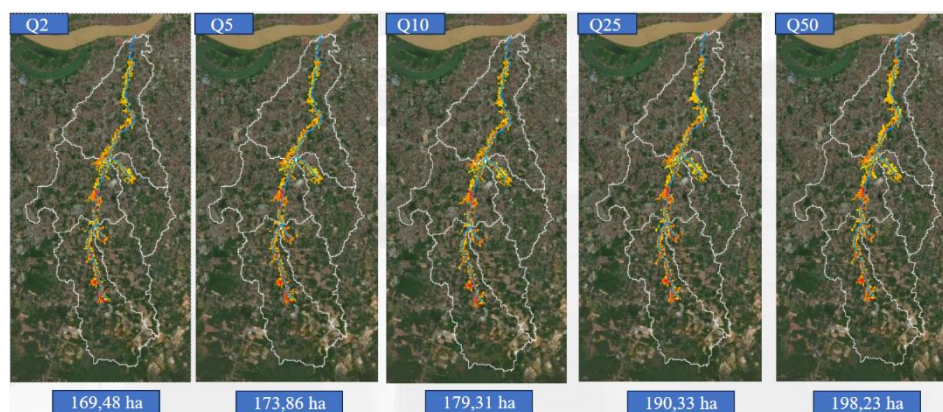 Q2
Q5
Q10
Q25
Q50
169,48 ha
173,86 ha
179,31 ha
190,33 ha
198,23 ha